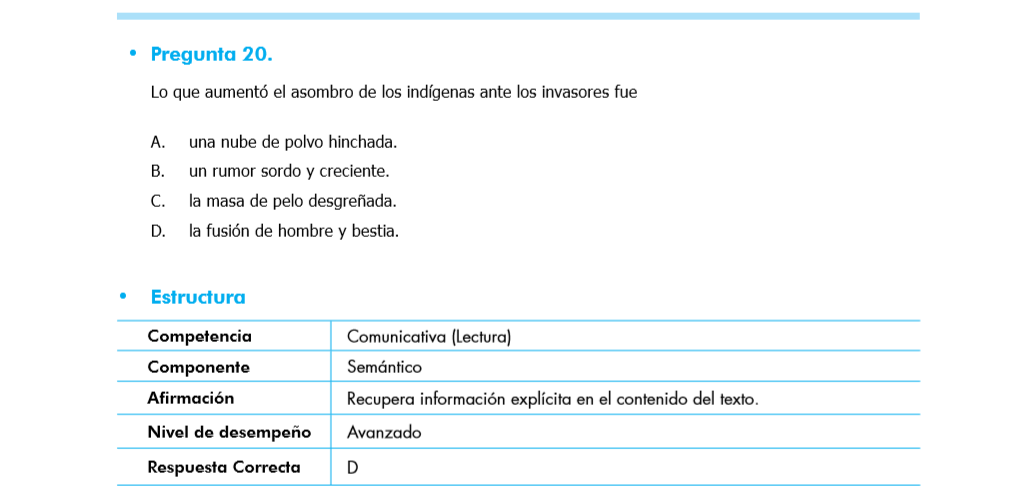 • Pregunta 20.
Lo que aumentó el asombro de los indígenas ante los invasores fue
A. una nube de polvo hinchada.
B. un rumor sordo y creciente.
C. la masa de pelo desgreñada.
D. la fusión de hombre y bestia.
• Estructura
Competencia Comunicativa (Lectura)
Componente Semántico
Afirmación Recupera información explícita en el contenido del texto.
Nivel de desempeño Avanzado
Respuesta Correcta D